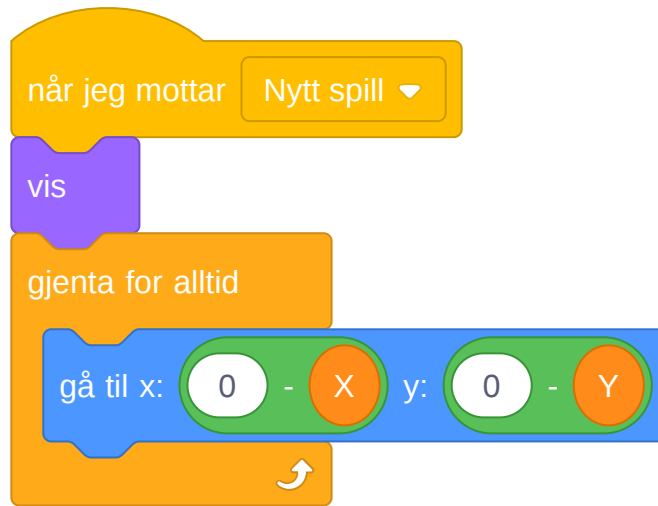 når jeg mottar Nytt spill
vis
gjenta for alltid
gå til x: 0 - X y: 0 - Y